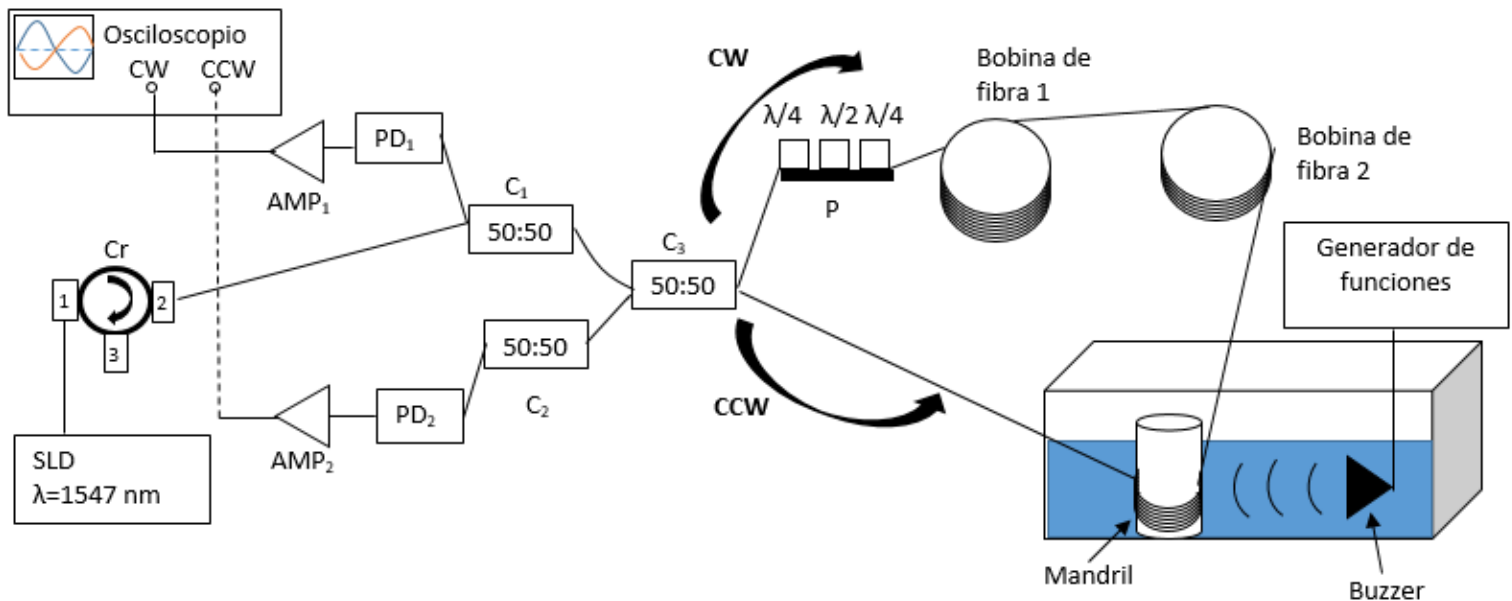 Osciloscopio
CW CCW
PD₁
AMP₁
C₁
50:50
Cr
1
2
3
SLD
λ=1547 nm
C₂
50:50
PD₂
AMP₂
C₃
50:50
CW
CCW
λ/4 λ/2 λ/4
P
Bobina de
fibra 1
Bobina de
fibra 2
Generador de
funciones
Mandril
Buzzer